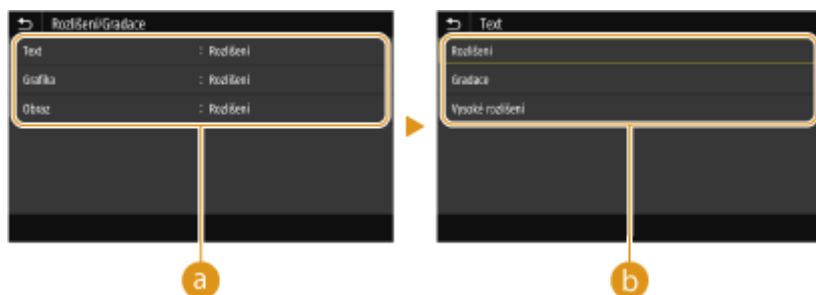 Rozlišení/Gradace
Text : Rozlišení
Grafika : Rozlišení
Obraz : Rozlišení
a
Text
Rozlišení
Gradace
Vysoké rozlišení
b